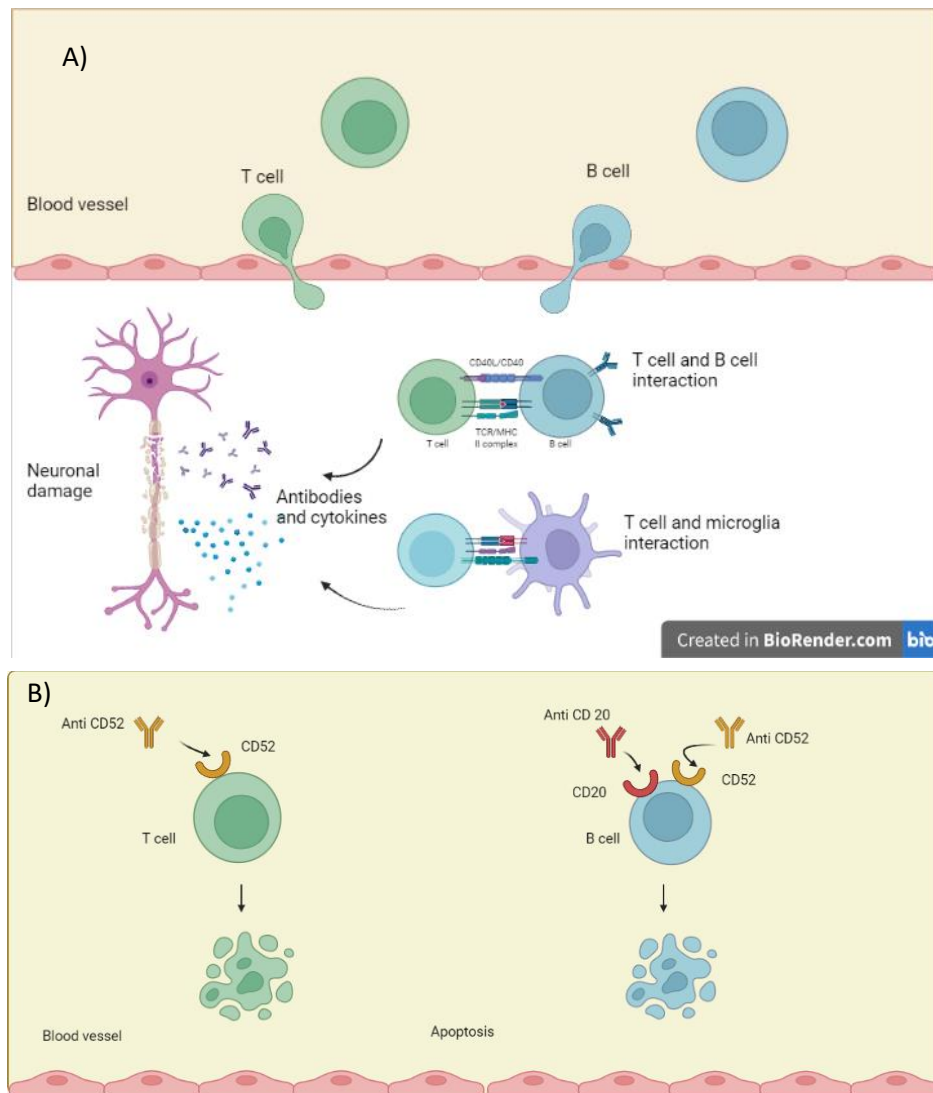 A)
T cell
B cell
Blood vessel
CD40L/CD40
T cell and B cell
interaction
T cell
TCR/MHC
II complex
B cell
Neuronal
damage
Antibodies
and cytokines
T cell and microglia
interaction
Created in BioRender.com bio
B)
Anti CD52
CD52
T cell
Anti CD 20
Anti CD52
CD20
CD52
B cell
Blood vessel
Apoptosis